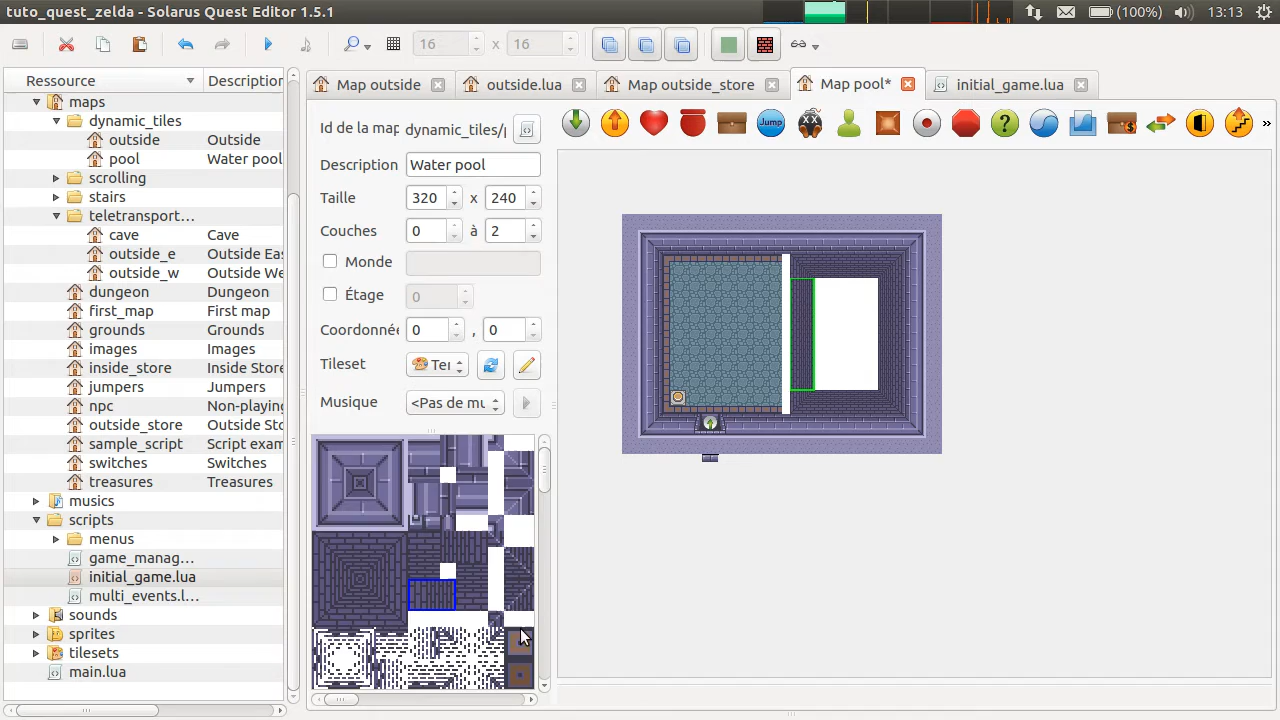 tuto_quest_zelda - Solarus Quest Editor 1.5.1
(100%)
13:13
16 x 16
Ressource
Description
maps
dynamic_tiles
outside Outside
pool Water pool
scrolling
stairs
teletransport...
cave Cave
outside_e Outside Eas
outside_w Outside We
dungeon Dungeon
first_map First map
grounds Grounds
images Images
inside_store Inside Store
jumpers Jumpers
npc Non-playing
outside_store Outside Sto
sample_script Script exam
switches Switches
treasures Treasures
musics
scripts
menus
game_manag...
initial_game.lua
multi_events.l...
sounds
sprites
tilesets
main.lua
Map outside
outside.lua
Map outside_store
Map pool*
initial_game.lua
Id de la map dynamic_tiles/p
Description Water pool
Taille 320 x 240
Couches 0 à 2
Monde
Étage 0
Coordonnée 0 , 0
Tileset Ter
Musique <Pas de mu
Jump
»